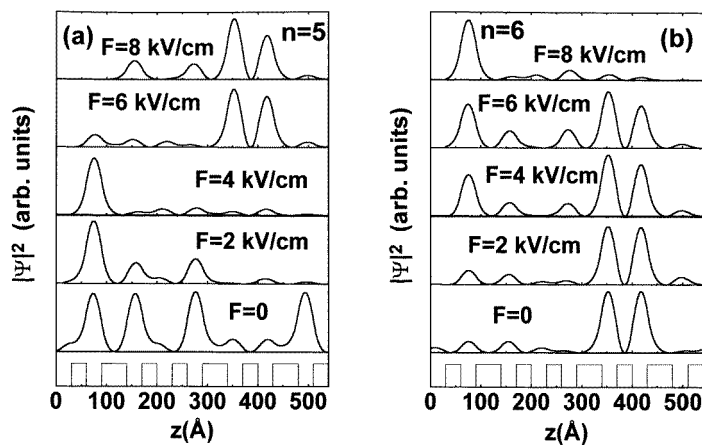 (a)
n=5
F=8 kV/cm
F=6 kV/cm
F=4 kV/cm
F=2 kV/cm
F=0
|Ψ|² (arb. units)
0 100 200 300 400 500
z(Å)
n=6
(b)
F=8 kV/cm
F=6 kV/cm
F=4 kV/cm
F=2 kV/cm
F=0
|Ψ|² (arb. units)
0 100 200 300 400 500
z(Å)